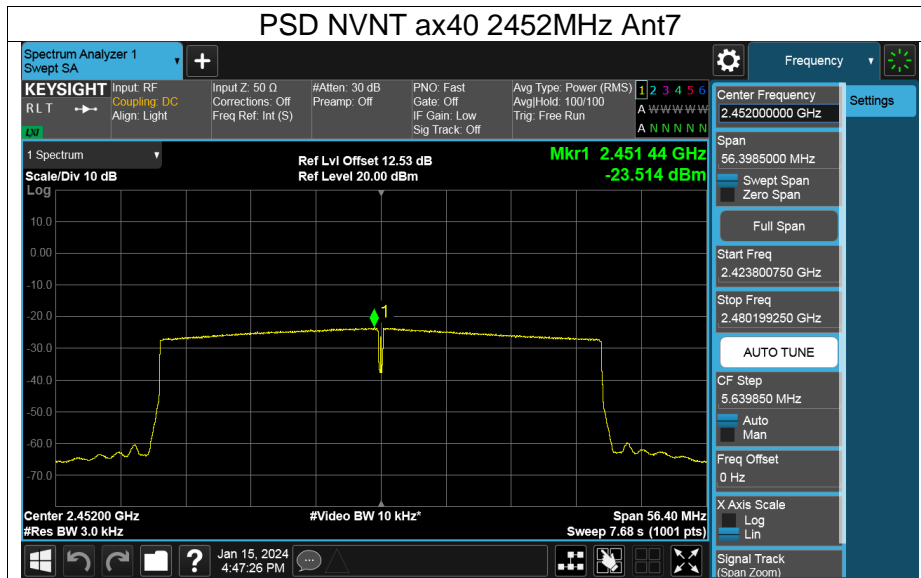 PSD NVNT ax40 2452MHz Ant7
Spectrum Analyzer 1
Swept SA
+
Frequency
KEYSIGHT
RLT
LXI
Input: RF
Coupling: DC
Align: Light
Input Z: 50 Ω
Corrections: Off
Freq Ref: Int (S)
#Atten: 30 dB
Preamp: Off
PNO: Fast
Gate: Off
IF Gain: Low
Sig Track: Off
Avg Type: Power (RMS)
Avg|Hold: 100/100
Trig: Free Run
1 2 3 4 5 6
A W W W W W
A N N N N N
1 Spectrum
Scale/Div 10 dB
Log
Ref Lvl Offset 12.53 dB
Ref Level 20.00 dBm
Mkr1 2.451 44 GHz
-23.514 dBm
10.0
0.00
-10.0
-20.0
-30.0
-40.0
-50.0
-60.0
-70.0
1
Center 2.45200 GHz
#Res BW 3.0 kHz
#Video BW 10 kHz*
Span 56.40 MHz
Sweep 7.68 s (1001 pts)
Center Frequency
2.452000000 GHz
Settings
Span
56.3985000 MHz
Swept Span
Zero Span
Full Span
Start Freq
2.423800750 GHz
Stop Freq
2.480199250 GHz
AUTO TUNE
CF Step
5.639850 MHz
Auto
Man
Freq Offset
0 Hz
X Axis Scale
Log
Lin
Signal Track
(Span Zoom)
?
Jan 15, 2024
4:47:26 PM